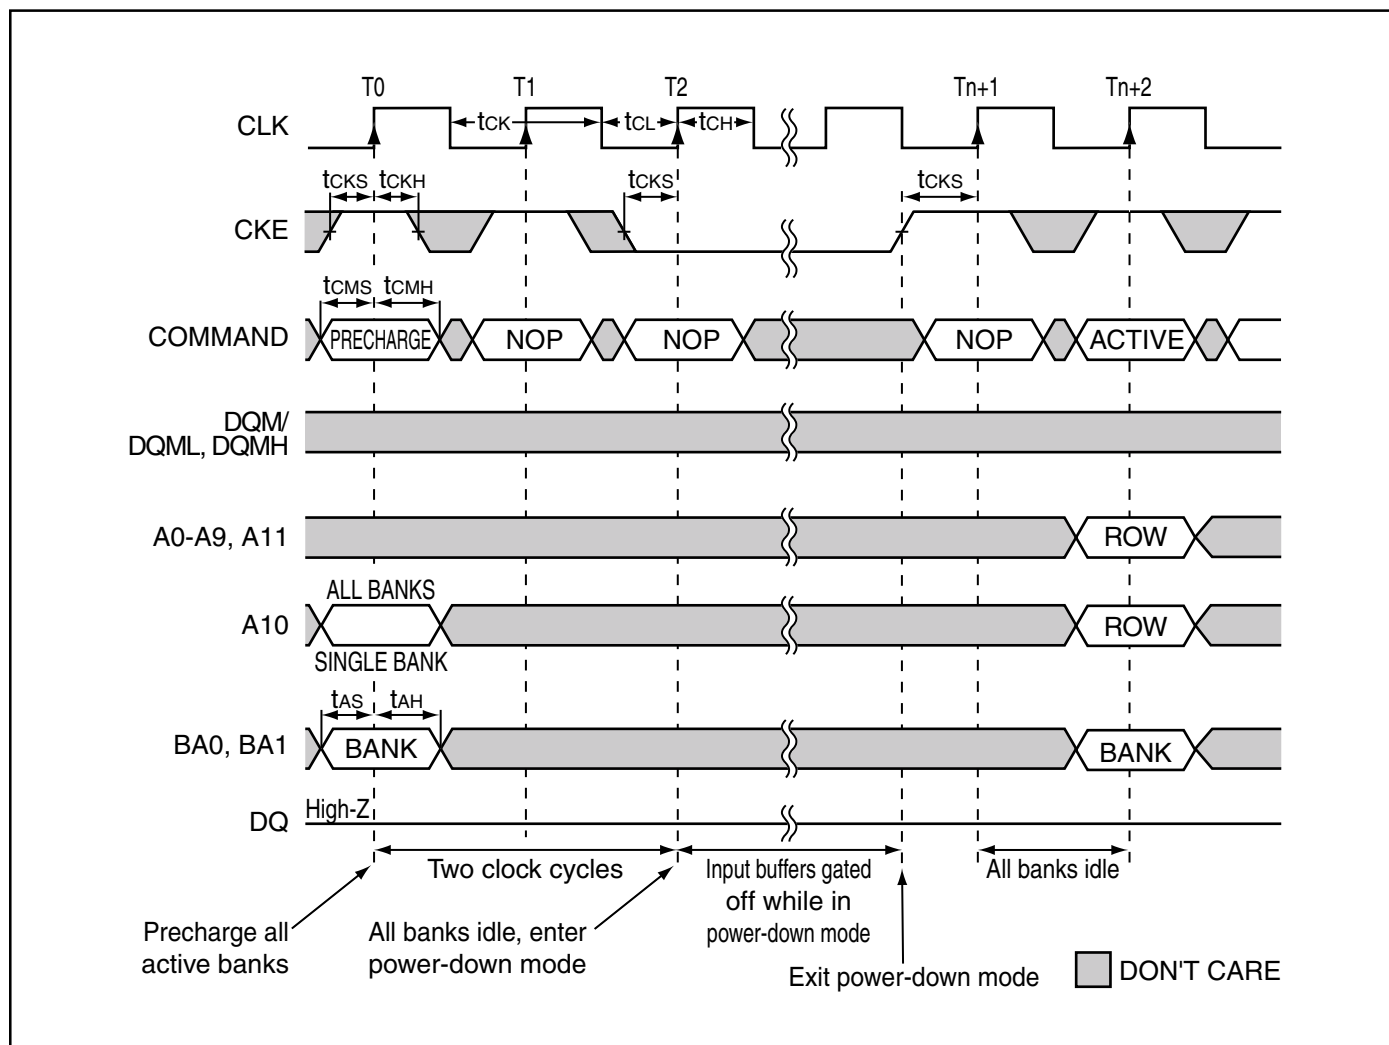 T0 T1 T2 Tn+1 Tn+2
CLK tCK tCL tCH
tCKS tCKH tCKS tCKS
CKE
tCMS tCMH
COMMAND PRECHARGE NOP NOP NOP ACTIVE
DQM/
DQML, DQMH
A0-A9, A11 ROW
ALL BANKS
A10 ROW
SINGLE BANK
tAS tAH
BA0, BA1 BANK BANK
High-Z
DQ
Two clock cycles
Input buffers gated
off while in
power-down mode
All banks idle
Precharge all
active banks
All banks idle, enter
power-down mode
Exit power-down mode
DON'T CARE